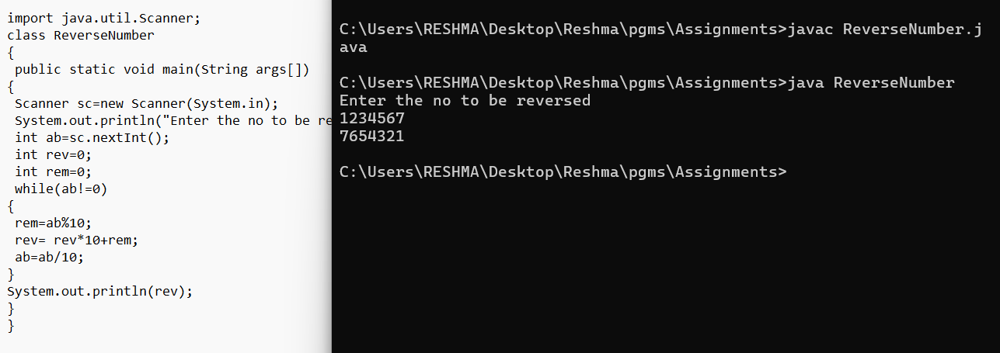 import java.util.Scanner;
class ReverseNumber
{
 public static void main(String args[])
{
 Scanner sc=new Scanner(System.in);
 System.out.println("Enter the no to be re
 int ab=sc.nextInt();
 int rev=0;
 int rem=0;
 while(ab!=0)
{
 rem=ab%10;
 rev= rev*10+rem;
 ab=ab/10;
}
System.out.println(rev);
}
}
C:\Users\RESHMA\Desktop\Reshma\pgms\Assignments>javac ReverseNumber.j
ava
C:\Users\RESHMA\Desktop\Reshma\pgms\Assignments>java ReverseNumber
Enter the no to be reversed
1234567
7654321
C:\Users\RESHMA\Desktop\Reshma\pgms\Assignments>